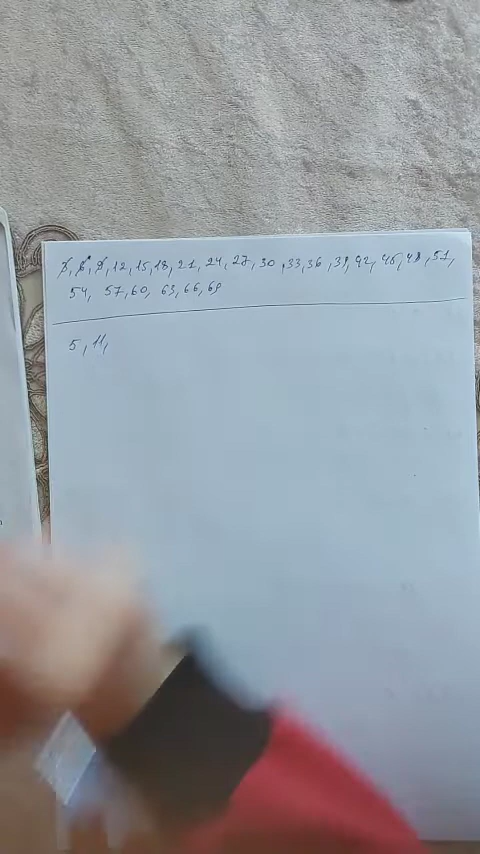 3, 6, 9, 12, 15, 18, 21, 24, 27, 30, 33, 36, 39, 42, 45, 48, 51,
54, 57, 60, 63, 66, 69
5, 11,